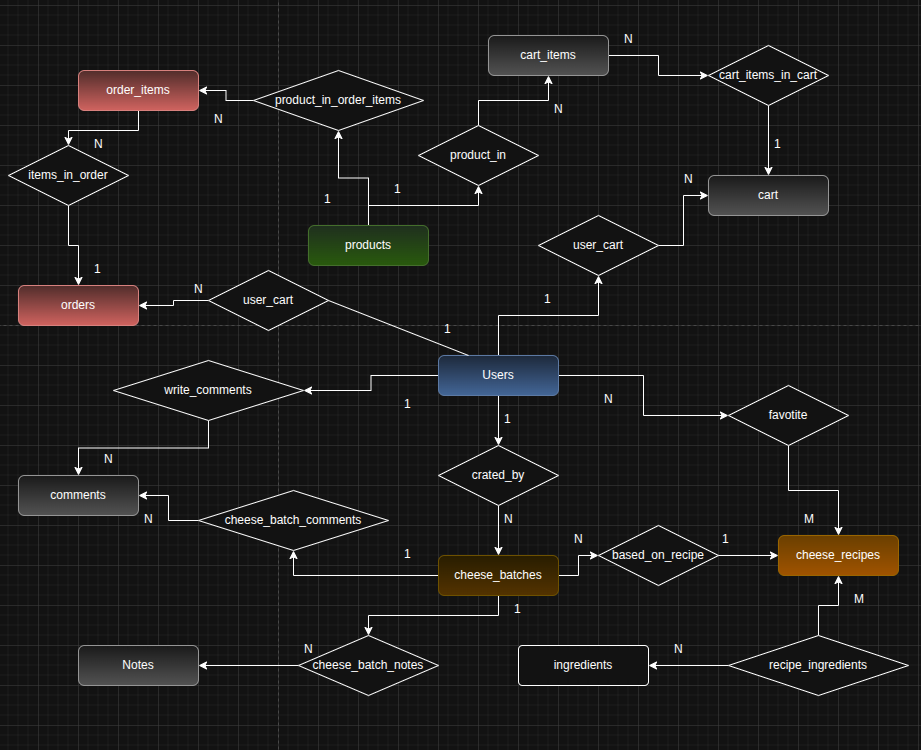 N
cart_items
cart_items_in_cart
order_items
product_in_order_items
N
N
N
1
product_in
items_in_order
N
1
1
cart
products
user_cart
1
N
user_cart
1
orders
1
Users
write_comments
1
N
favotite
1
N
crated_by
comments
N
cheese_batch_comments
N
M
1
N
based_on_recipe
1
cheese_recipes
cheese_batches
1
M
N
N
Notes
cheese_batch_notes
ingredients
recipe_ingredients